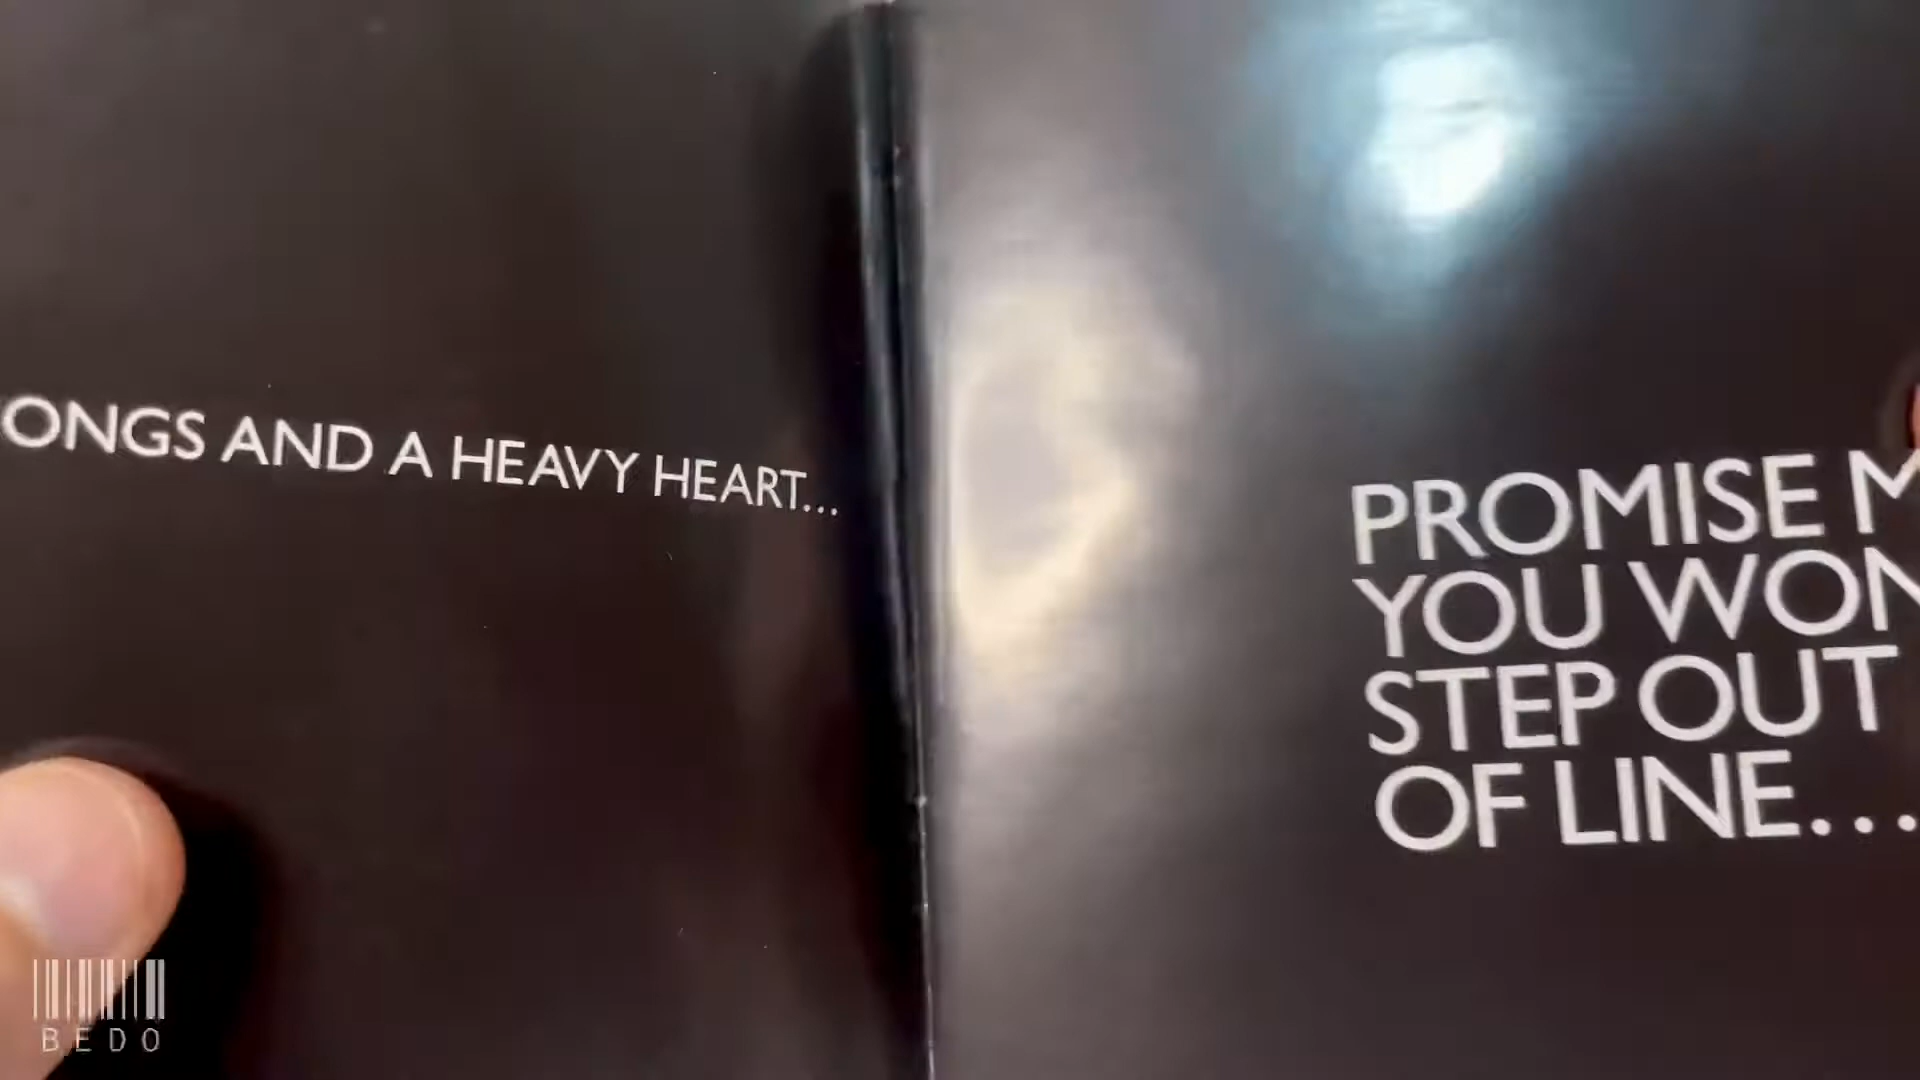 ONGS AND A HEAVY HEART...
PROMISE M
YOU WON
STEP OUT
OF LINE...
BEDO